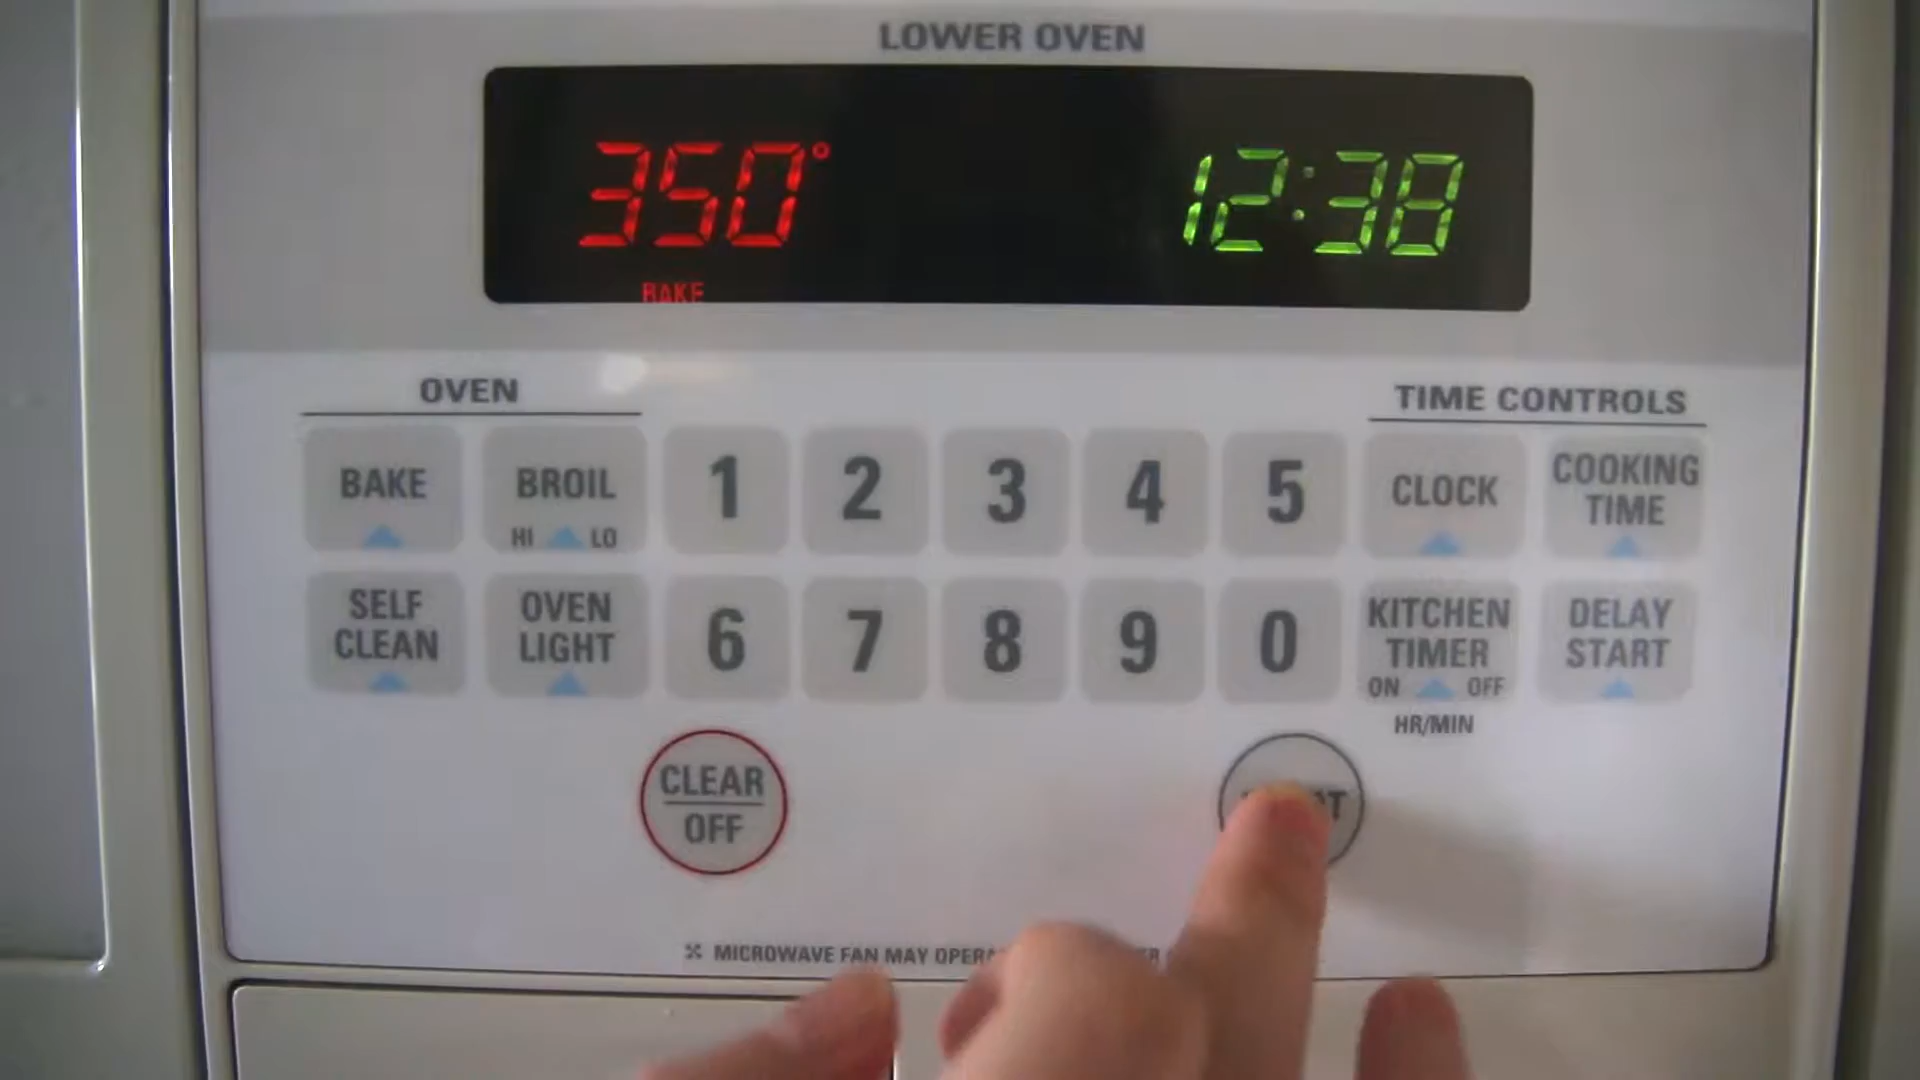 LOWER OVEN
350° 12:38
BAKE
OVEN
TIME CONTROLS
BAKE
BROIL
HI LO
1 2 3 4 5
CLOCK
COOKING
TIME
SELF
CLEAN
OVEN
LIGHT
6 7 8 9 0
KITCHEN
TIMER
ON OFF
HR/MIN
DELAY
START
CLEAR
OFF
MICROWAVE FAN MAY